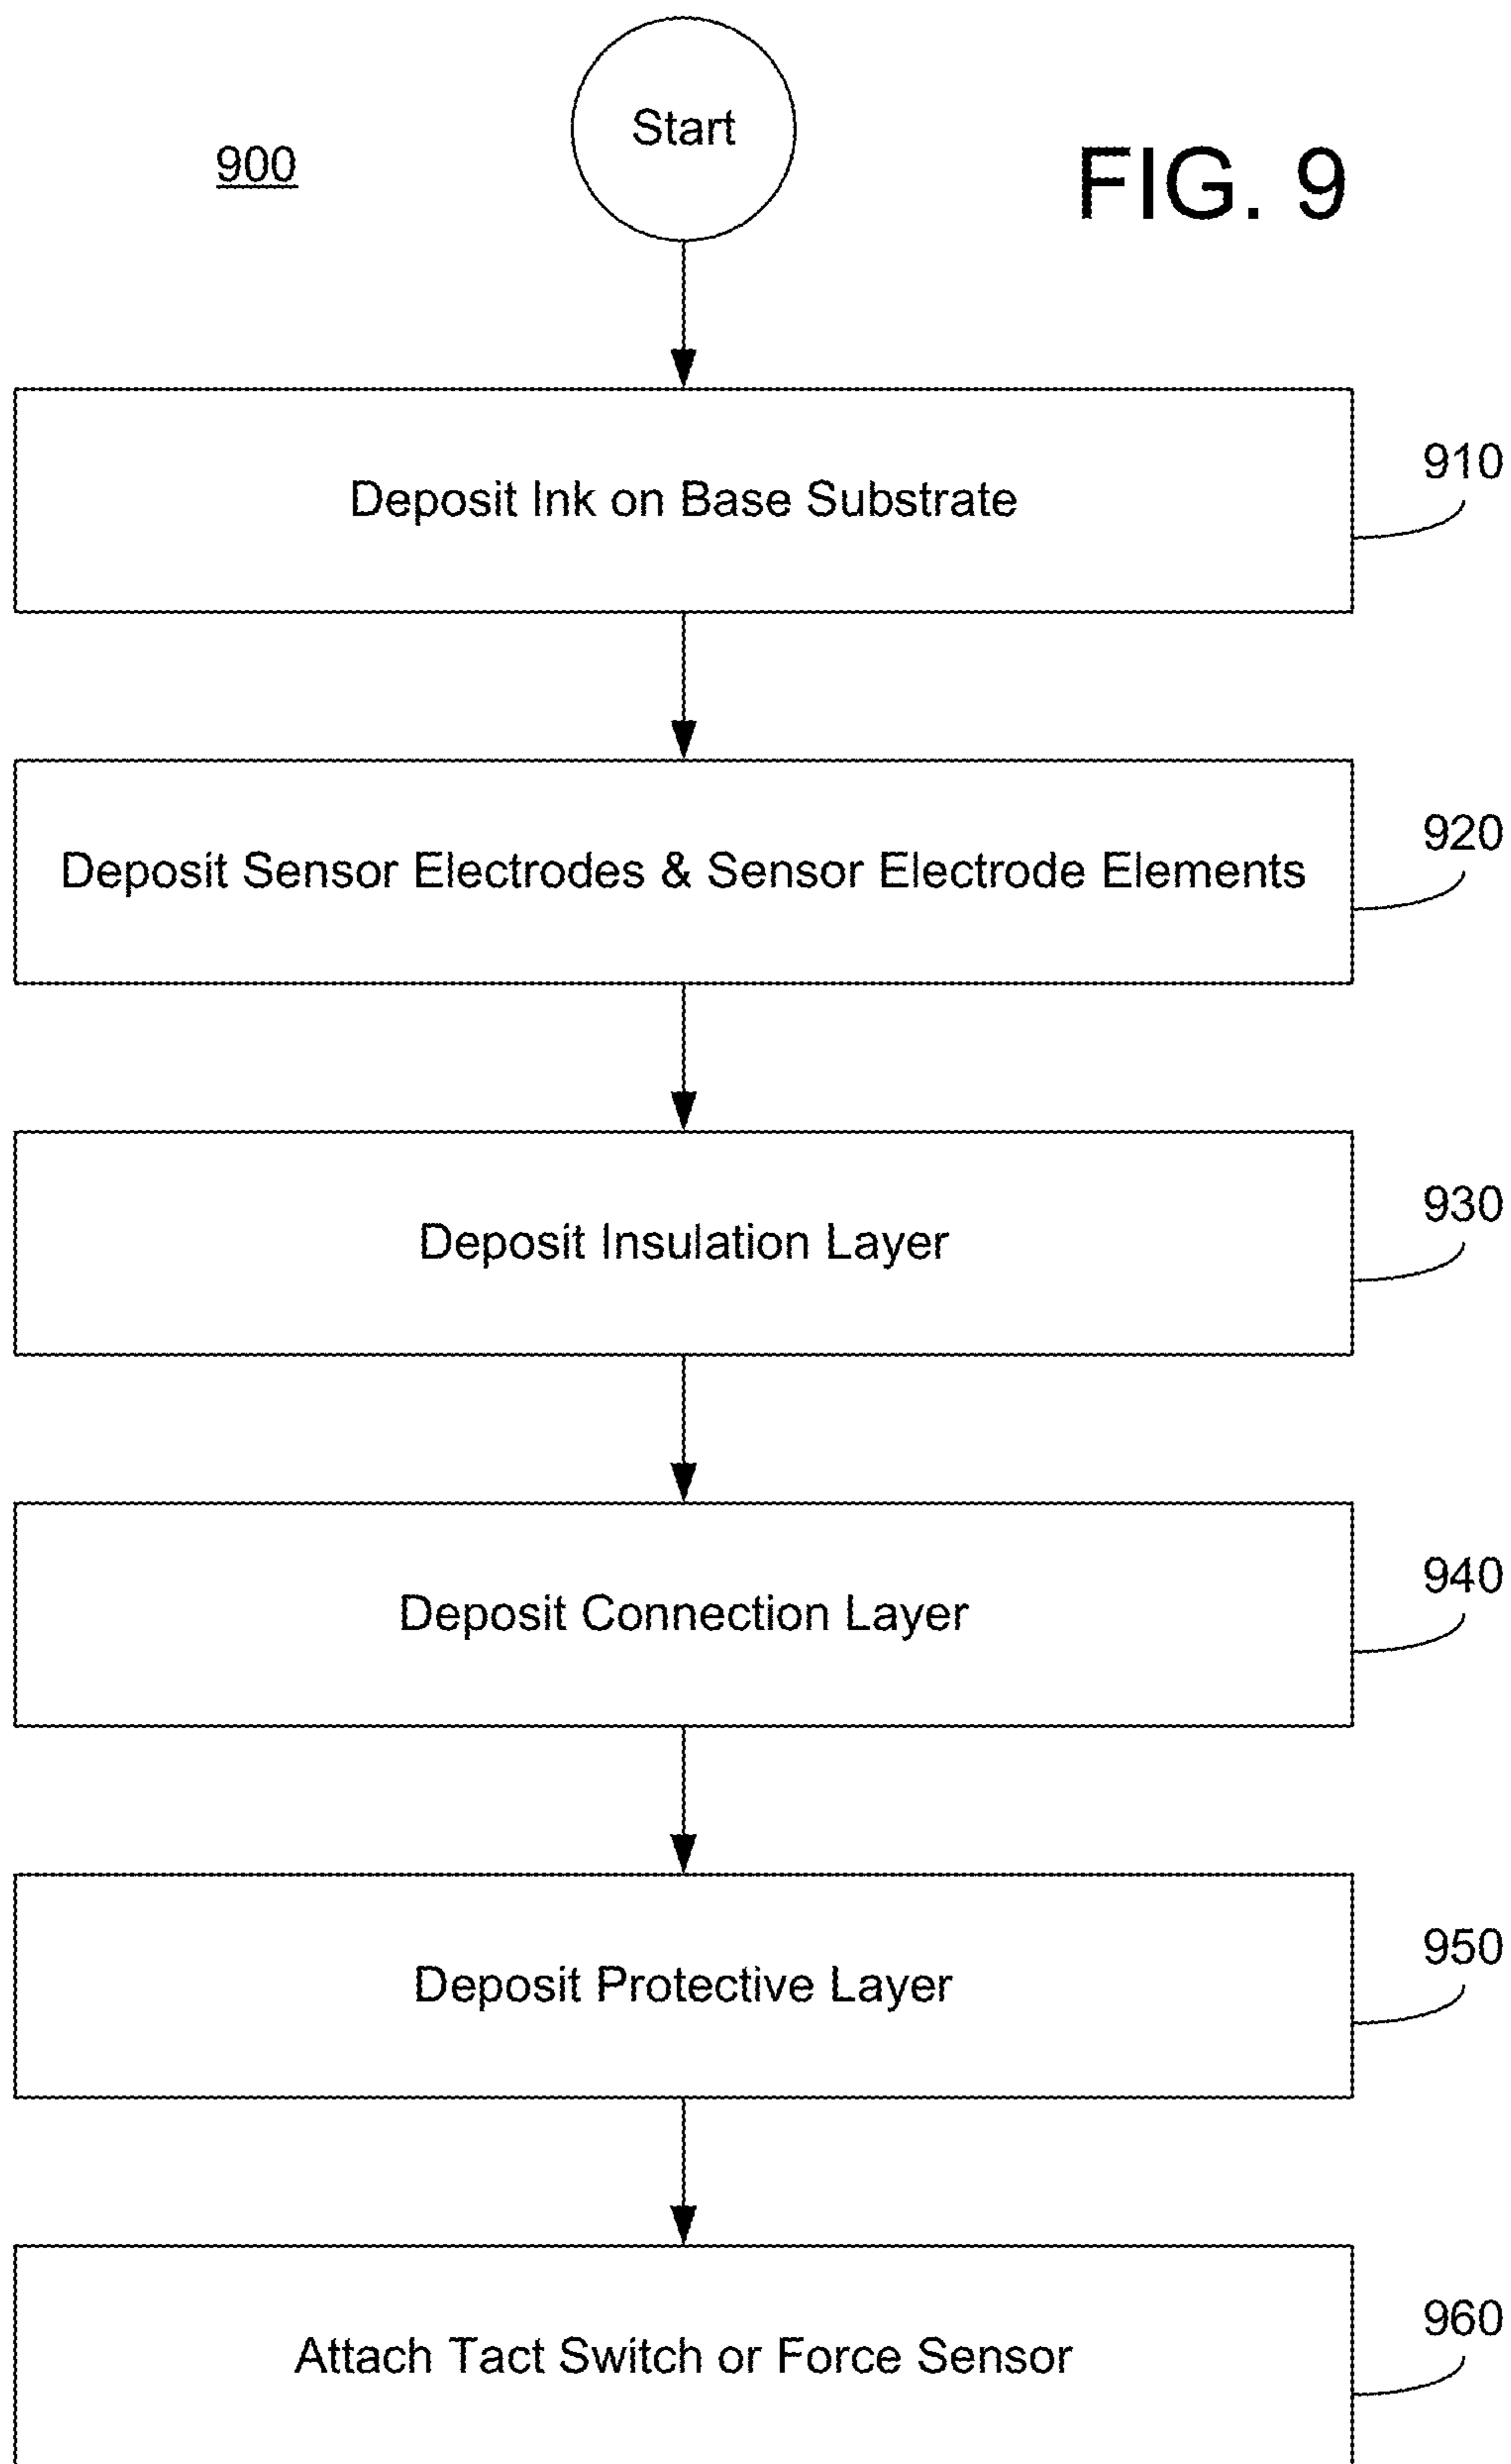 Start
900
FIG. 9
Deposit Ink on Base Substrate
910
Deposit Sensor Electrodes & Sensor Electrode Elements
920
Deposit Insulation Layer
930
Deposit Connection Layer
940
Deposit Protective Layer
950
Attach Tact Switch or Force Sensor
960